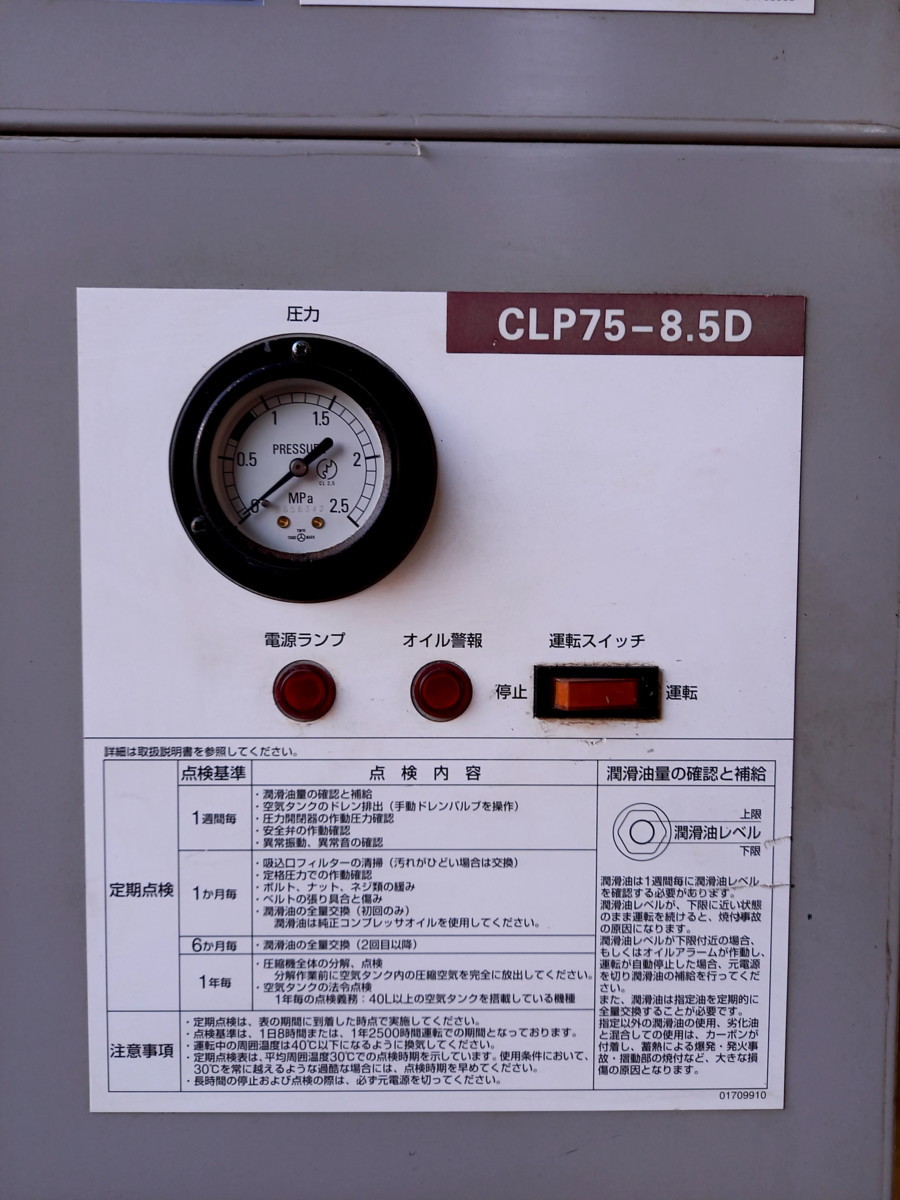 圧力
CLP75-8.5D
0
0.5
1
1.5
2
2.5
PRESSURE
CL 2.5
MPa
電源ランプ
オイル警報
運転スイッチ
停止
運転
詳細は取扱説明書を参照してください。
点検基準
点検内容
潤滑油量の確認と補給
定期点検
1週間毎
・潤滑油量の確認と補給
・空気タンクのドレン排出（手動ドレンバルブを操作）
・圧力開閉器の作動圧力確認
・安全弁の作動確認
・異常振動、異常音の確認
1か月毎
・吸込口フィルターの清掃（汚れがひどい場合は交換）
・定格圧力での作動確認
・ボルト、ナット、ネジ類の緩み
・ベルトの張り具合と傷み
・潤滑油の全量交換（初回のみ）
潤滑油は純正コンプレッサオイルを使用してください。
6か月毎
・潤滑油の全量交換（2回目以降）
1年毎
・圧縮機全体の分解、点検
分解作業前に空気タンク内の圧縮空気を完全に放出してください。
・空気タンクの法令点検
1年毎の点検義務：40L以上の空気タンクを搭載している機種
注意事項
・定期点検は、表の期間に到着した時点で実施してください。
・点検基準は、1日8時間または、1年2500時間運転での期間となっております。
・運転中の周囲温度は40℃以下になるように換気してください。
・定期点検表は、平均周囲温度30℃での点検時期を示しています。使用条件において、
30℃を常に越えるような過酷な場合には、点検時期を早めてください。
・長時間の停止および点検の際は、必ず元電源を切ってください。
上限
潤滑油レベル
下限
潤滑油は1週間毎に潤滑油レベル
を確認する必要があります。
潤滑油レベルが、下限に近い状態
のまま運転を続けると、焼付事故
の原因になります。
潤滑油レベルが下限付近の場合、
もしくはオイルアラームが作動し、
運転が自動停止した場合、元電源
を切り潤滑油の補給を行ってくだ
さい。
また、潤滑油は指定油を定期的に
全量交換することが必要です。
指定以外の潤滑油の使用、劣化油
と混合しての使用は、カーボンが
付着し、蓄熱による爆発・発火事
故・摺動部の焼付など、大きな損
傷の原因となります。
01709910